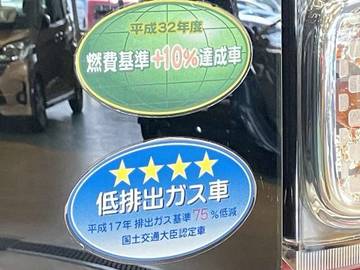 平成32年度
燃費基準+10%達成車
★★★★
低排出ガス車
平成17年 排出ガス基準75%低減
国土交通大臣認定車